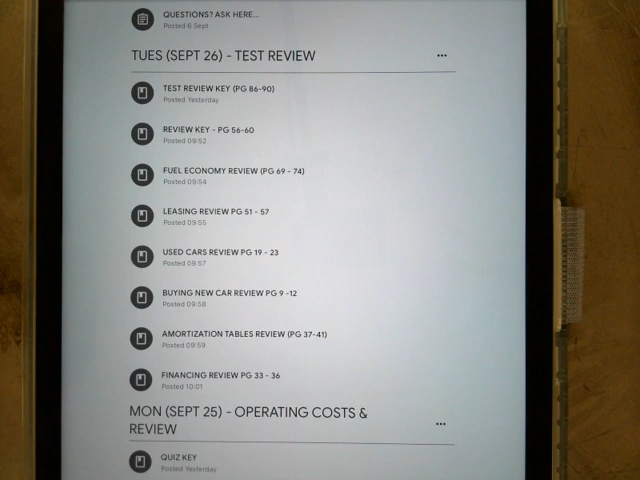 QUESTIONS? ASK HERE...
Posted 6 Sept
TUES (SEPT 26) - TEST REVIEW
TEST REVIEW KEY (PG 86-90)
Posted Yesterday
REVIEW KEY - PG 56-60
Posted 09:52
FUEL ECONOMY REVIEW (PG 69 - 74)
Posted 09:54
LEASING REVIEW PG 51 - 57
Posted 09:55
USED CARS REVIEW PG 19 - 23
Posted 09:57
BUYING NEW CAR REVIEW PG 9 -12
Posted 09:58
AMORTIZATION TABLES REVIEW (PG 37-41)
Posted 09:59
FINANCING REVIEW PG 33 - 36
Posted 10:01
MON (SEPT 25) - OPERATING COSTS &
REVIEW
QUIZ KEY
Posted Yesterday